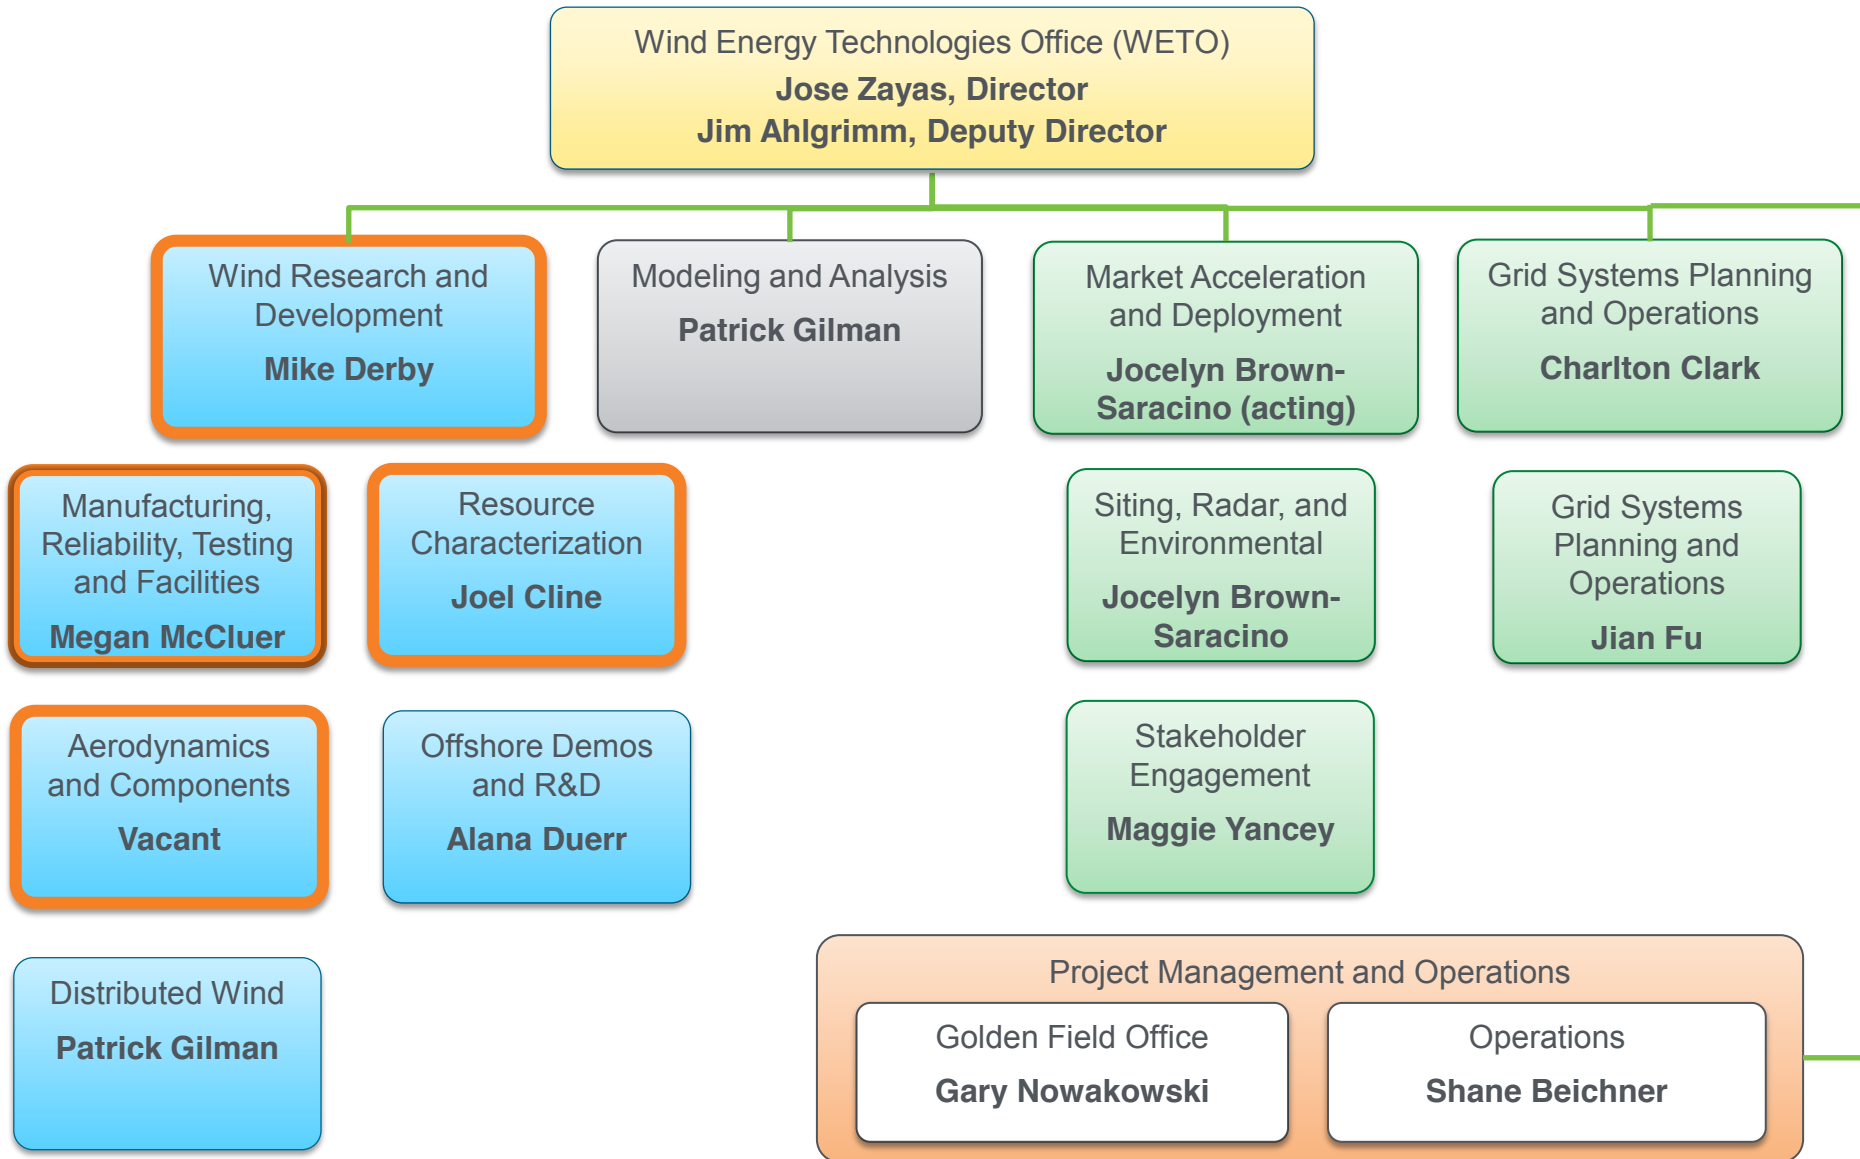 Wind Energy Technologies Office (WETO)
Jose Zayas, Director
Jim Ahlgrimm, Deputy Director
Wind Research and
Development
Mike Derby
Modeling and Analysis
Patrick Gilman
Market Acceleration
and Deployment
Jocelyn Brown-
Saracino (acting)
Grid Systems Planning
and Operations
Charlton Clark
Manufacturing,
Reliability, Testing
and Facilities
Megan McCluer
Resource
Characterization
Joel Cline
Siting, Radar, and
Environmental
Jocelyn Brown-
Saracino
Grid Systems
Planning and
Operations
Jian Fu
Aerodynamics
and Components
Vacant
Offshore Demos
and R&D
Alana Duerr
Stakeholder
Engagement
Maggie Yancey
Distributed Wind
Patrick Gilman
Project Management and Operations
Golden Field Office
Gary Nowakowski
Operations
Shane Beichner